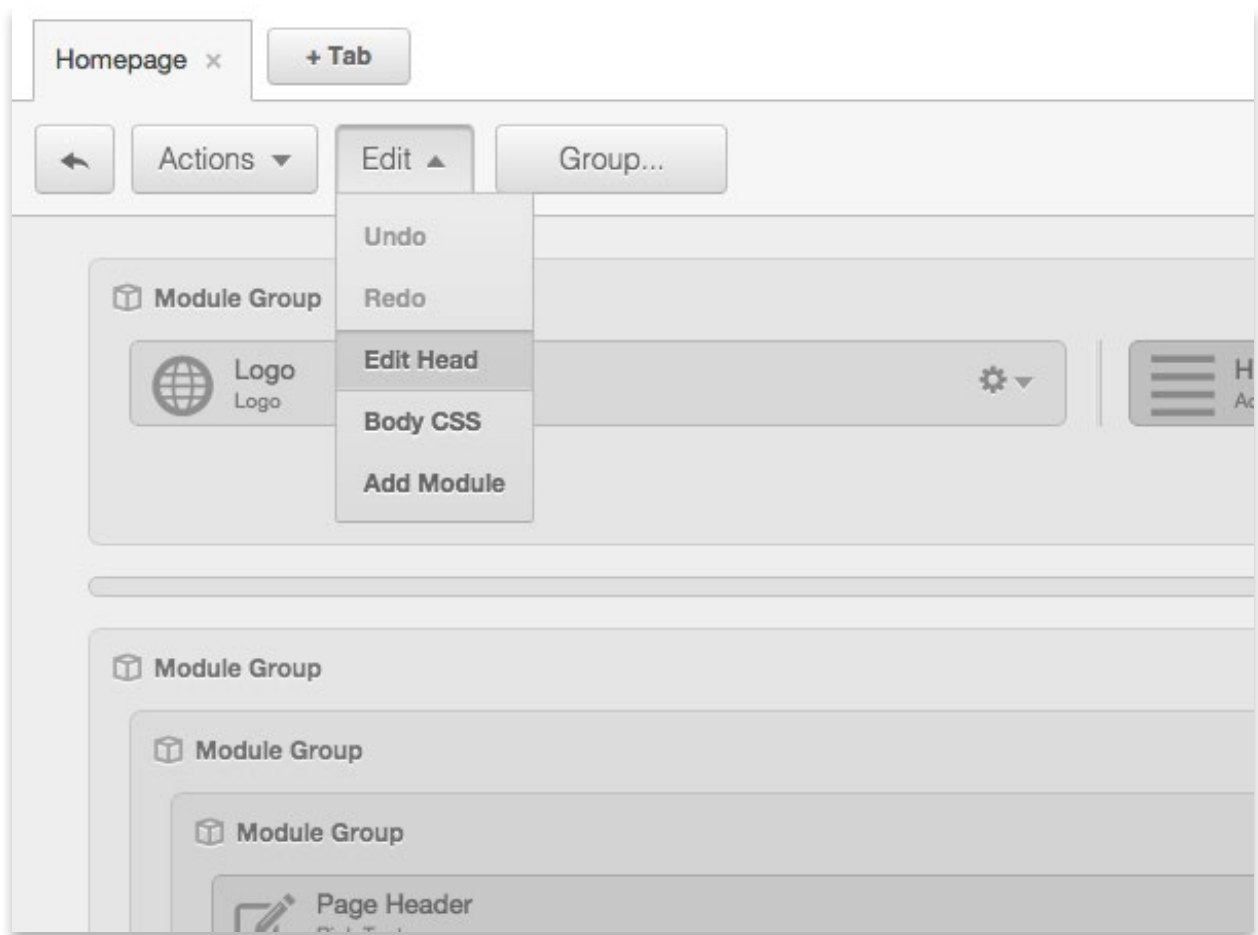 Homepage ×
+ Tab
Actions
Edit
Group...
Undo
Redo
Edit Head
Body CSS
Add Module
Module Group
Logo
Logo
Module Group
Module Group
Module Group
Page Header